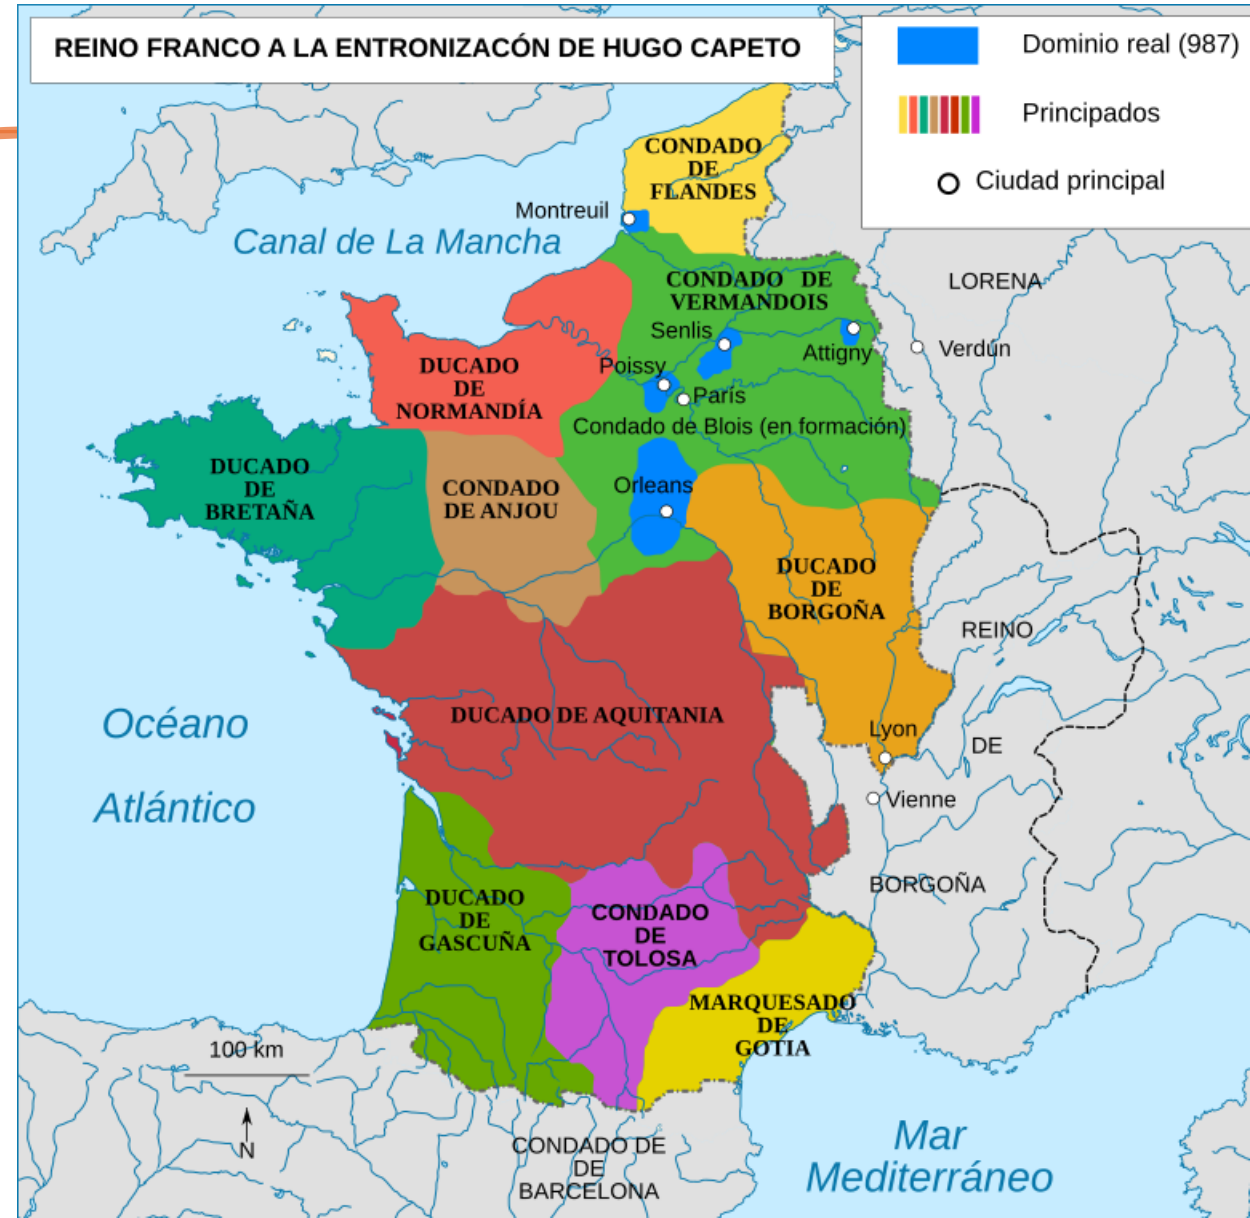 REINO FRANCO A LA ENTRONIZACÓN DE HUGO CAPETO
Dominio real (987)
Principados
Ciudad principal
CONDADO
DE
FLANDES
Montreuil
Canal de La Mancha
CONDADO DE
VERMANDOIS
LORENA
Senlis
Attigny
Verdún
Poissy
París
DUCADO
DE
NORMANDÍA
Condado de Blois (en formación)
DUCADO
DE
BRETAÑA
CONDADO
DE ANJOU
Orleans
DUCADO
DE
BORGOÑA
REINO
DE
BORGOÑA
Océano
Atlántico
DUCADO DE AQUITANIA
Lyon
Vienne
DUCADO
DE
GASCUÑA
CONDADO
DE
TOLOSA
MARQUESADO
DE
GOTIA
100 km
N
CONDADO DE
DE
BARCELONA
Mar
Mediterráneo